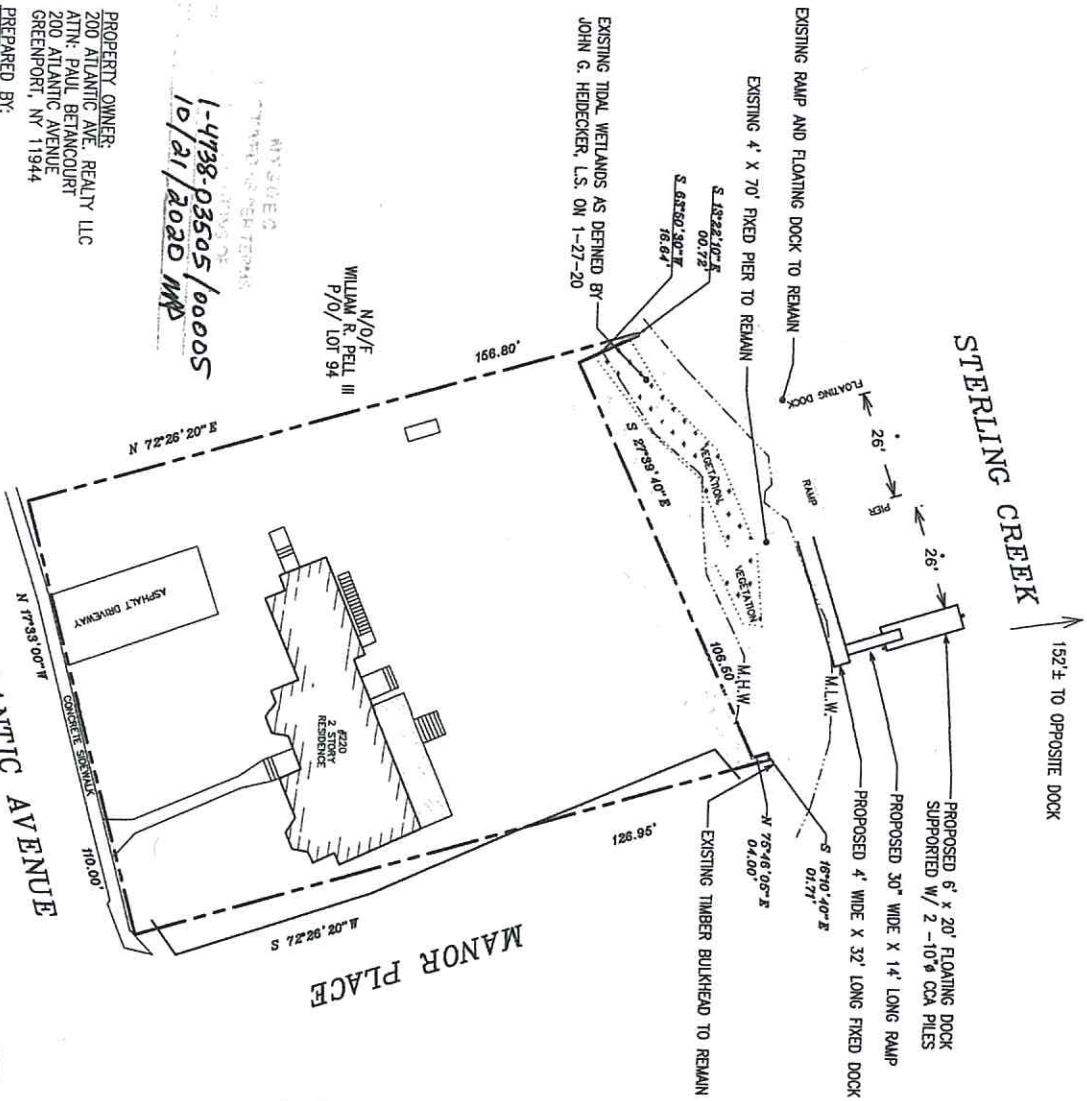 STERLING CREEK
152'± TO OPPOSITE DOCK
EXISTING RAMP AND FLOATING DOCK TO REMAIN
EXISTING 4' X 70' FIXED PIER TO REMAIN
EXISTING TIDAL WETLANDS AS DEFINED BY
JOHN G. HEIDECKER, L.S. ON 1-27-20
S 13°22'10" E
00.72'
S 63°50'30" W
16.64'
FLOATING DOCK
26'
PIER
26'
RAMP
PROPOSED 6' x 20' FLOATING DOCK
SUPPORTED W/ 2 -10"ø CCA PILES
PROPOSED 30" WIDE X 14' LONG RAMP
PROPOSED 4' WIDE X 32' LONG FIXED DOCK
VEGETATION
VEGETATION
S 27°39'40" E
106.50
M.H.W.
M.L.W.
S 16°10'40" E
01.71'
N 75°46'05" E
04.00'
EXISTING TIMBER BULKHEAD TO REMAIN
156.80'
N 72°26'20" E
N/O/F
WILLIAM R. PELL III
P/O/ LOT 94
#220
2 STORY
RESIDENCE
ASPHALT DRIVEWAY
CONCRETE SIDEWALK
N 17°33'00" W
110.00'
126.95'
S 72°26'20" W
MANOR PLACE
ANTIC AVENUE
1-4738-03505/00005
10/21/2020
PROPERTY OWNER:
200 ATLANTIC AVE. REALTY LLC
ATTN: PAUL BETANCOURT
200 ATLANTIC AVENUE
GREENPORT, NY 11944
PREPARED BY: